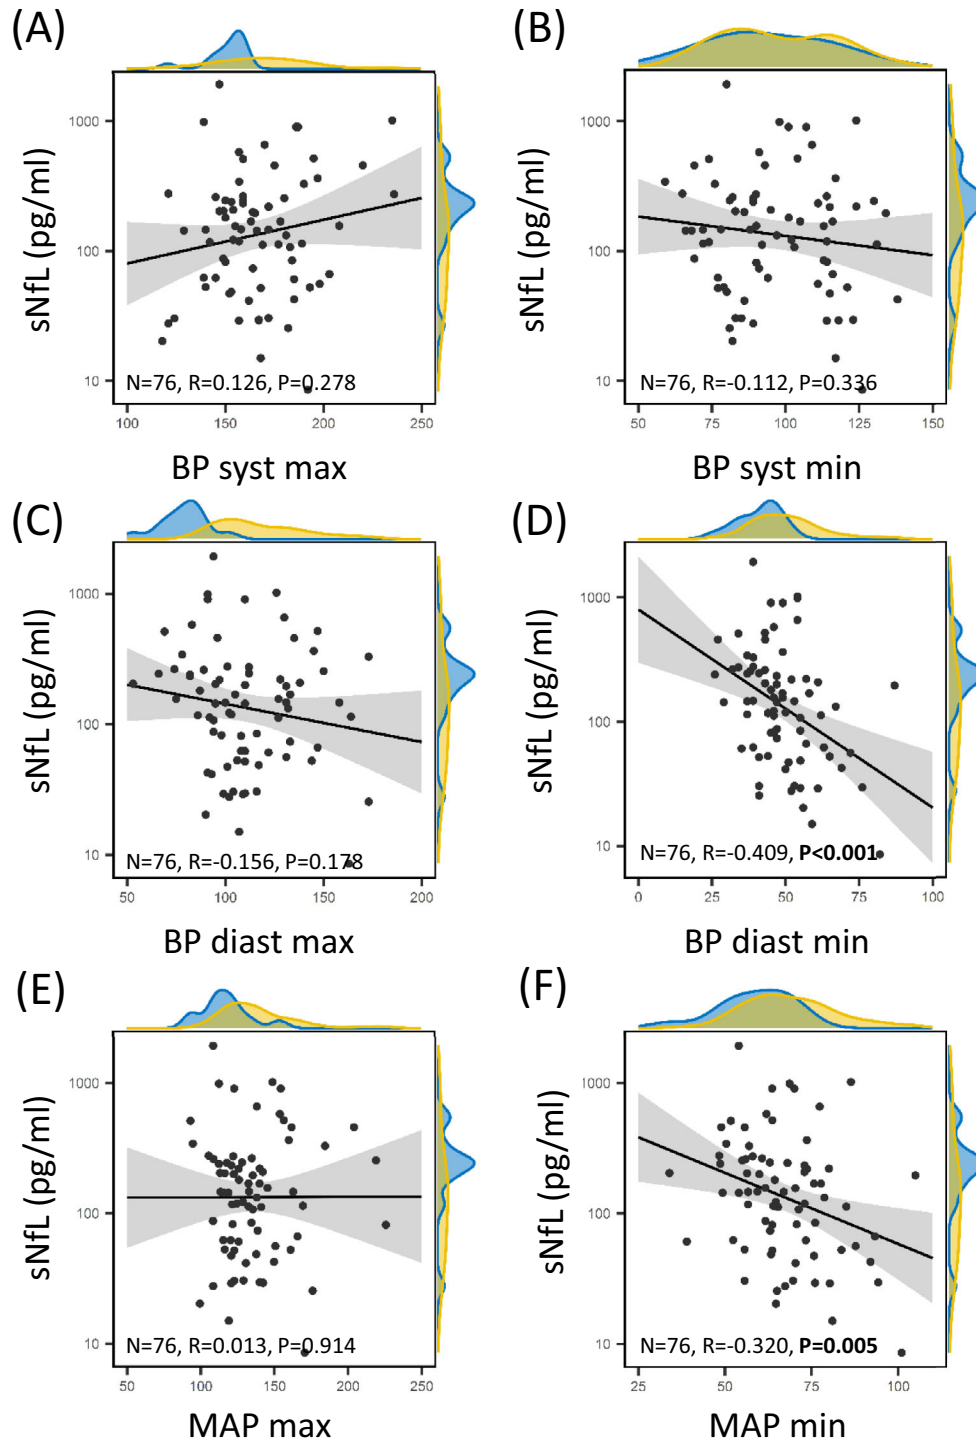 (A)
sNfL (pg/ml)
1000
100
10
N=76, R=0.126, P=0.278
100 150 200 250
BP syst max
(B)
sNfL (pg/ml)
1000
100
10
N=76, R=-0.112, P=0.336
50 75 100 125 150
BP syst min
(C)
sNfL (pg/ml)
1000
100
10
N=76, R=-0.156, P=0.178
50 100 150 200
BP diast max
(D)
sNfL (pg/ml)
1000
100
10
N=76, R=-0.409, P<0.001
0 25 50 75 100
BP diast min
(E)
sNfL (pg/ml)
1000
100
10
N=76, R=0.013, P=0.914
50 100 150 200 250
MAP max
(F)
sNfL (pg/ml)
1000
100
10
N=76, R=-0.320, P=0.005
25 50 75 100
MAP min